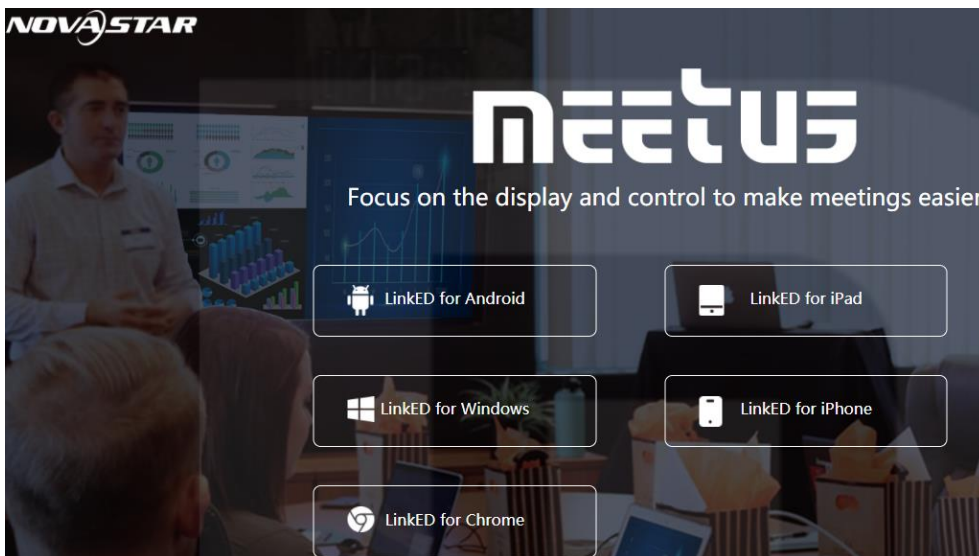 NOVASTAR
meetus
Focus on the display and control to make meetings easier
LinkED for Android
LinkED for iPad
LinkED for Windows
LinkED for iPhone
LinkED for Chrome